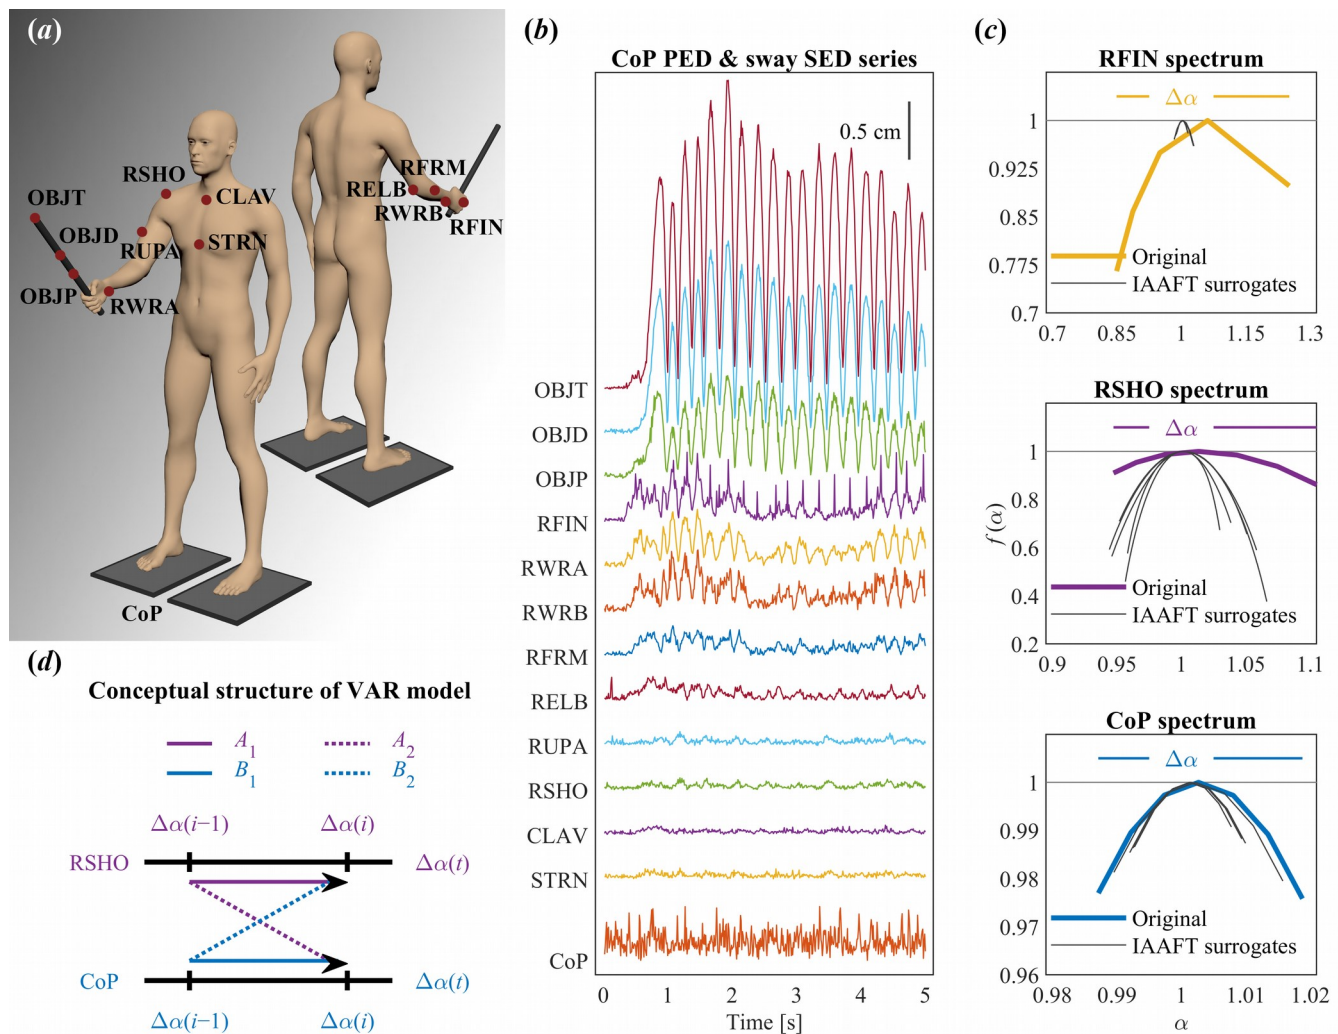 (a)
RSHO
CLAV
OBJT
OBJD
RUPA
STRN
OBJP
RWRA
RFRM
RELB
RWRB
RFIN
CoP
(b)
CoP PED & sway SED series
0.5 cm
OBJT
OBJD
OBJP
RFIN
RWRA
RWRB
RFRM
RELB
RUPA
RSHO
CLAV
STRN
CoP
0 1 2 3 4 5
Time [s]
(c)
RFIN spectrum
Δα
1
0.925
0.85
0.775
0.7
Original
IAAFT surrogates
0.7 0.85 1 1.15 1.3
RSHO spectrum
Δα
1
0.8
0.6
0.4
0.2
f(α)
Original
IAAFT surrogates
0.9 0.95 1 1.05 1.1
CoP spectrum
Δα
1
0.99
0.98
0.97
0.96
Original
IAAFT surrogates
0.98 0.99 1 1.01 1.02
α
(d)
Conceptual structure of VAR model
A₁ A₂
B₁ B₂
Δα(i−1) Δα(i)
RSHO Δα(t)
CoP Δα(t)
Δα(i−1) Δα(i)